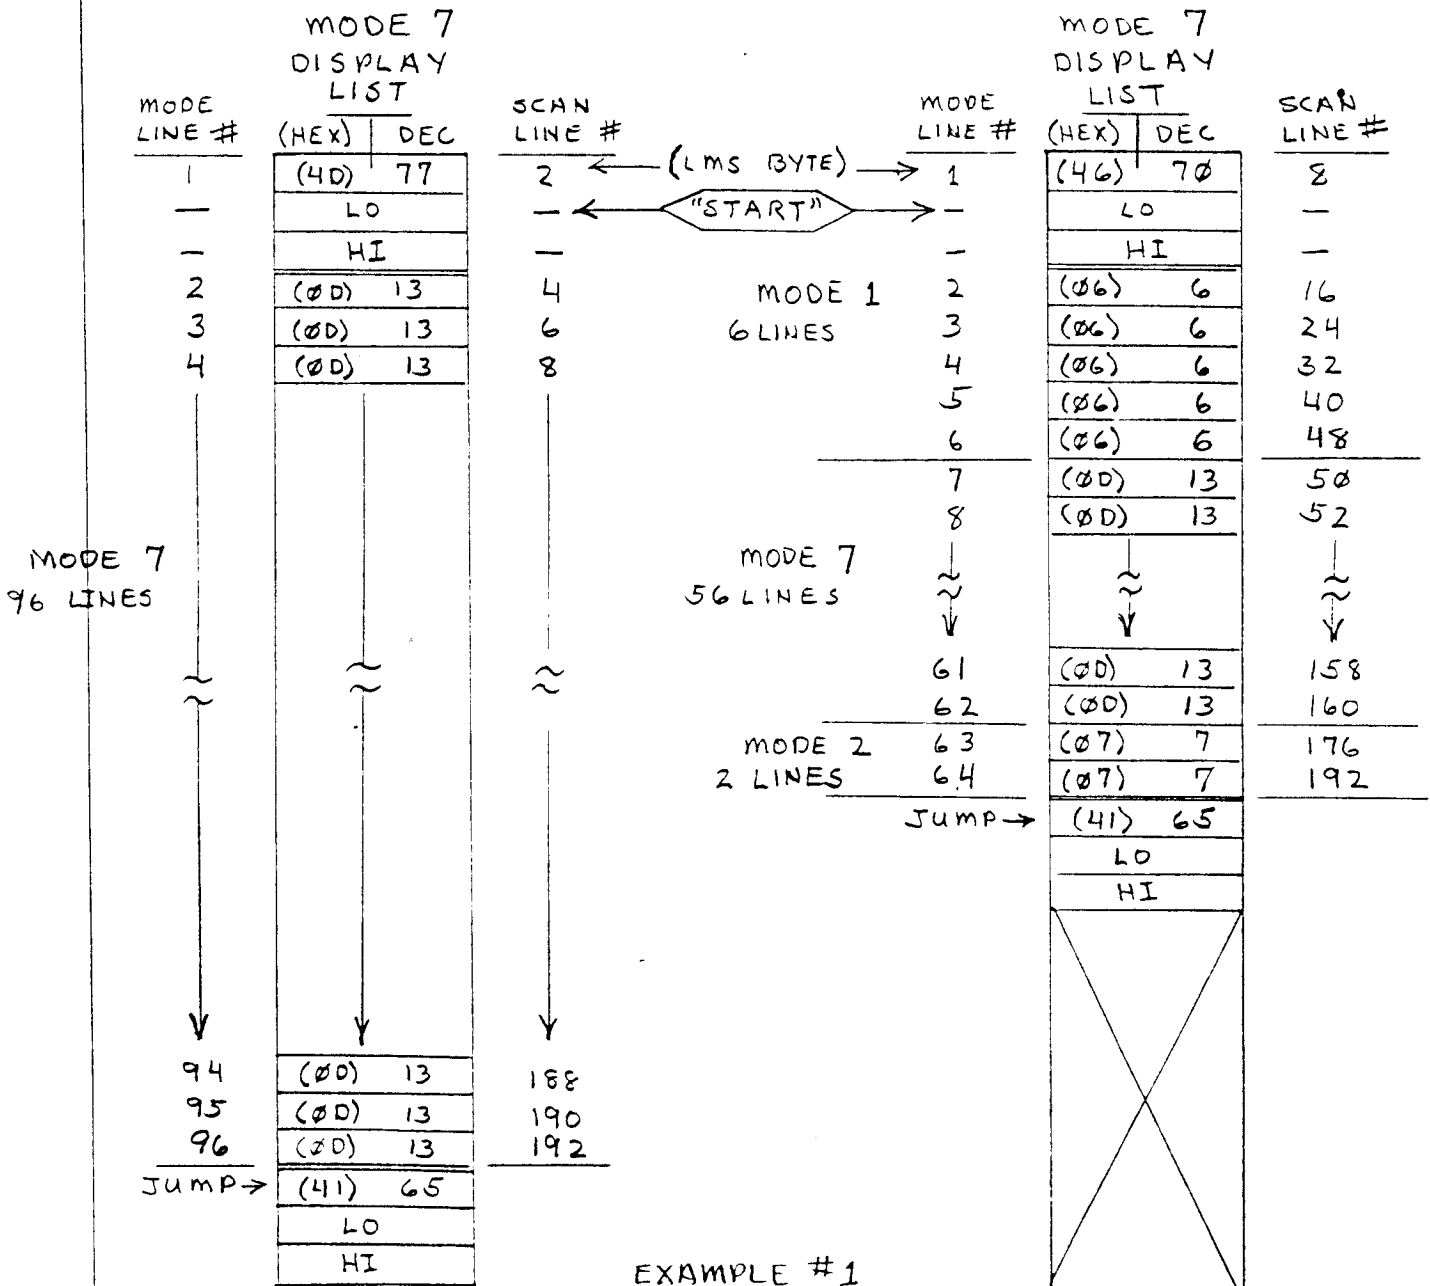 MODE 7 MODE 7
DISPLAY DISPLAY
LIST LIST
MODE SCAN MODE SCAN
LINE # (HEX) DEC LINE # LINE # (HEX) DEC LINE #
1 (4D) 77 2 (LMS BYTE) 1 (46) 7Ø 8
— LO — "START" — LO —
— HI — — HI —
2 (ØD) 13 4 MODE 1 2 (Ø6) 6 16
3 (ØD) 13 6 6 LINES 3 (Ø6) 6 24
4 (ØD) 13 8 4 (Ø6) 6 32
5 (Ø6) 6 40
6 (Ø6) 6 48
7 (ØD) 13 5Ø
8 (ØD) 13 52
MODE 7 MODE 7
96 LINES 56 LINES
61 (ØD) 13 158
62 (ØD) 13 160
MODE 2 63 (Ø7) 7 176
2 LINES 64 (Ø7) 7 192
JUMP→ (41) 65
LO
HI
94 (ØD) 13 188
95 (ØD) 13 190
96 (ØD) 13 192
JUMP→ (41) 65
LO
HI
EXAMPLE #1